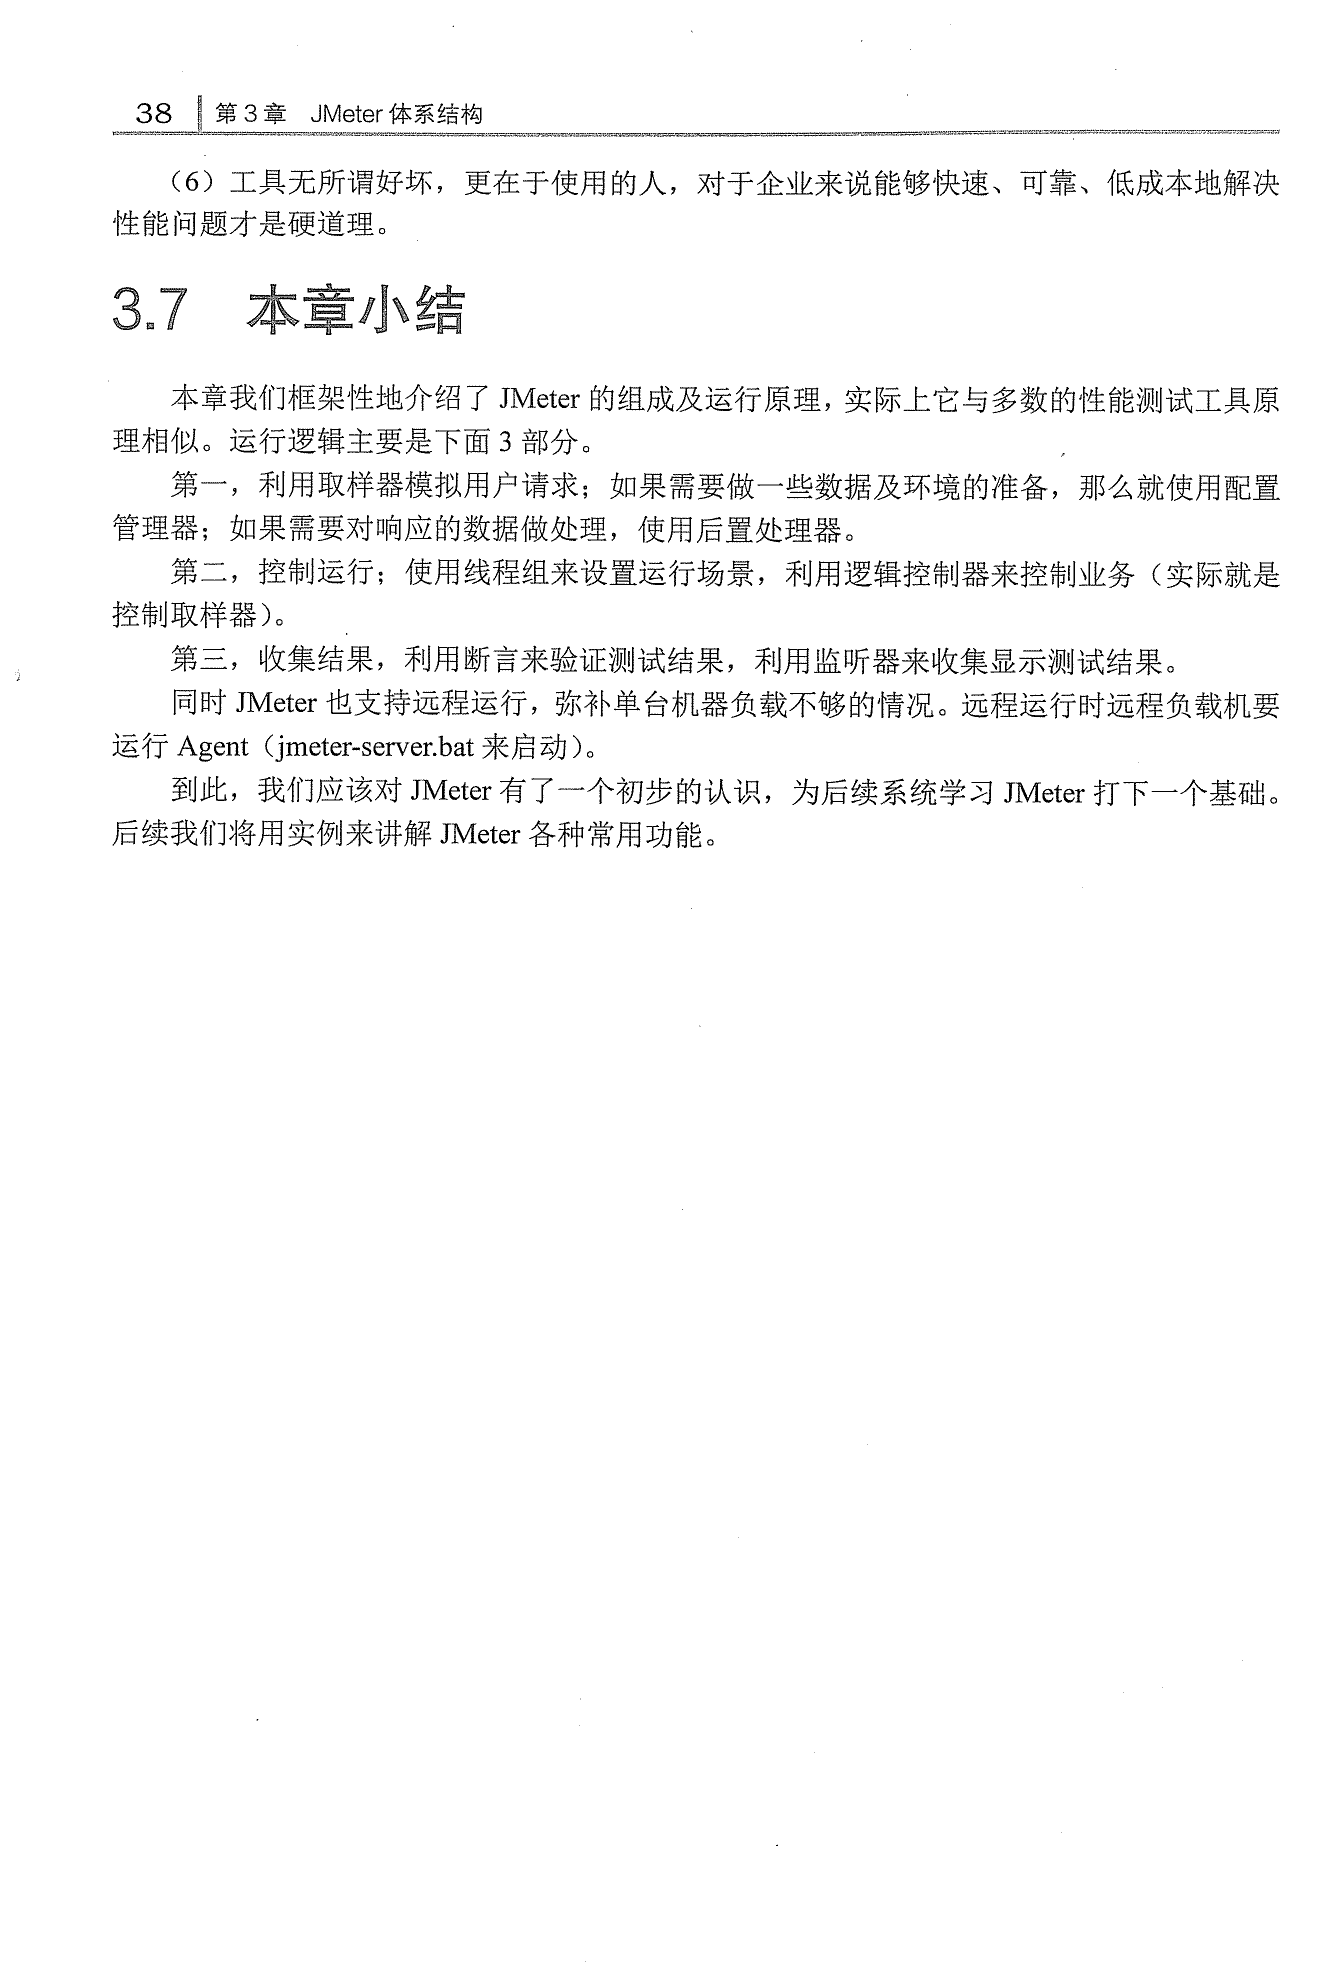 38 第3章 JMeter 体系结构
（6）工具无所谓好坏，更在于使用的人，对于企业来说能够快速、可靠、低成本地解决
性能问题才是硬道理。
3.7 本章小结
本章我们框架性地介绍了 JMeter 的组成及运行原理，实际上它与多数的性能测试工具原
理相似。运行逻辑主要是下面 3 部分。
第一，利用取样器模拟用户请求；如果需要做一些数据及环境的准备，那么就使用配置
管理器；如果需要对响应的数据做处理，使用后置处理器。
第二，控制运行；使用线程组来设置运行场景，利用逻辑控制器来控制业务（实际就是
控制取样器）。
第三，收集结果，利用断言来验证测试结果，利用监听器来收集显示测试结果。
同时 JMeter 也支持远程运行，弥补单台机器负载不够的情况。远程运行时远程负载机要
运行 Agent（jmeter-server.bat 来启动）。
到此，我们应该对 JMeter 有了一个初步的认识，为后续系统学习 JMeter 打下一个基础。
后续我们将用实例来讲解 JMeter 各种常用功能。